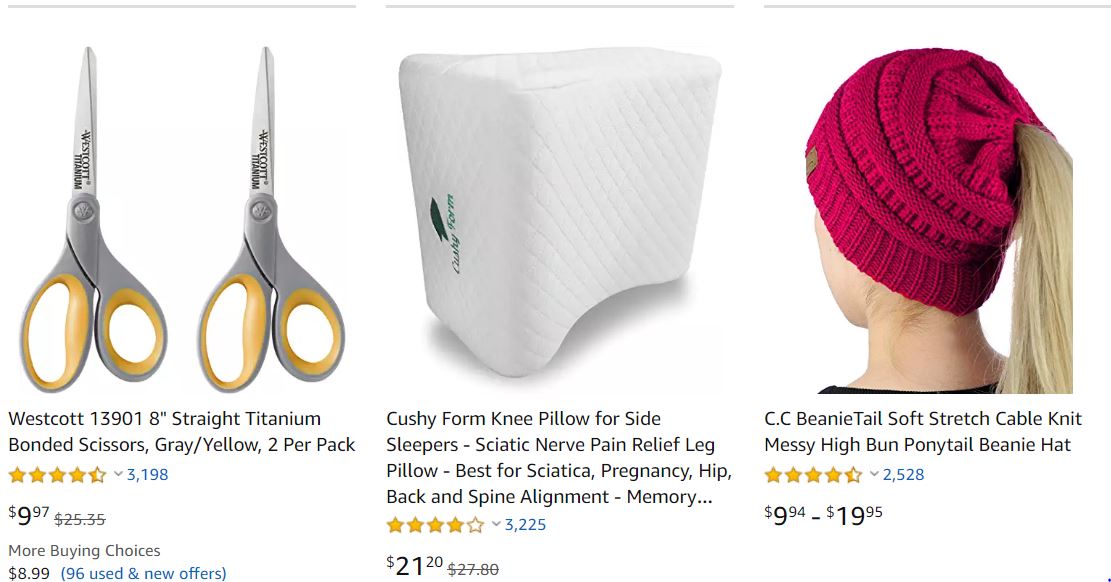 WESTCOTT®
TITANIUM
WESTCOTT®
TITANIUM
Westcott 13901 8" Straight Titanium
Bonded Scissors, Gray/Yellow, 2 Per Pack
3,198
$9.97 $25.35
More Buying Choices
$8.99 (96 used & new offers)
Cushy Form
Cushy Form Knee Pillow for Side
Sleepers - Sciatic Nerve Pain Relief Leg
Pillow - Best for Sciatica, Pregnancy, Hip,
Back and Spine Alignment - Memory...
3,225
$21.20 $27.80
C.C BeanieTail Soft Stretch Cable Knit
Messy High Bun Ponytail Beanie Hat
2,528
$9.94 - $19.95